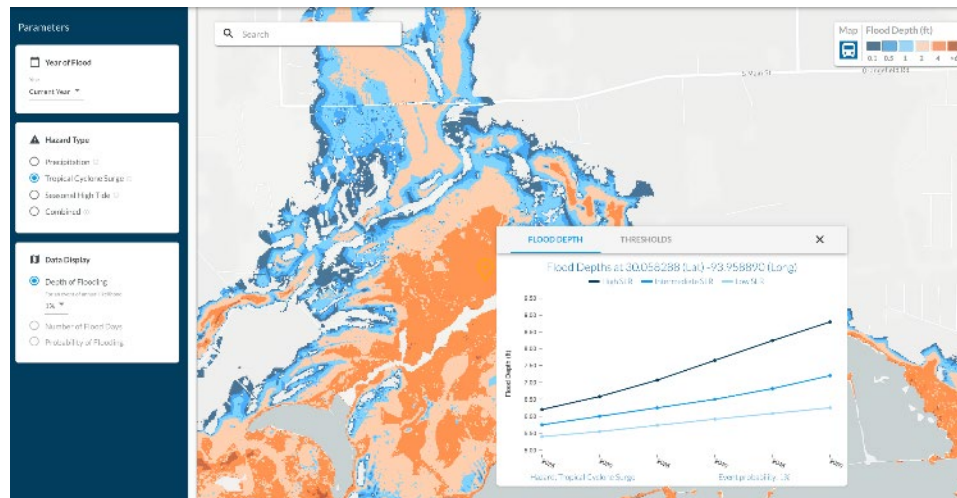 Parameters
Search
Map
Flood Depth (ft)
0.1 0.5 1 2 4
S Main St
Year of Flood
Year
Current Year
Hazard Type
Precipitation
Tropical Cyclone Surge
Seasonal High Tide
Combined
Data Display
Depth of Flooding
1%
Number of Flood Days
Probability of Flooding
FLOOD DEPTH THRESHOLDS
Flood Depths at 30.058288 (Lat.) -93.958890 (Long)
High SLR Intermediate SLR Low SLR
Flood Depth (ft)
Hazard: Tropical Cyclone Surge
Event probability: 1%